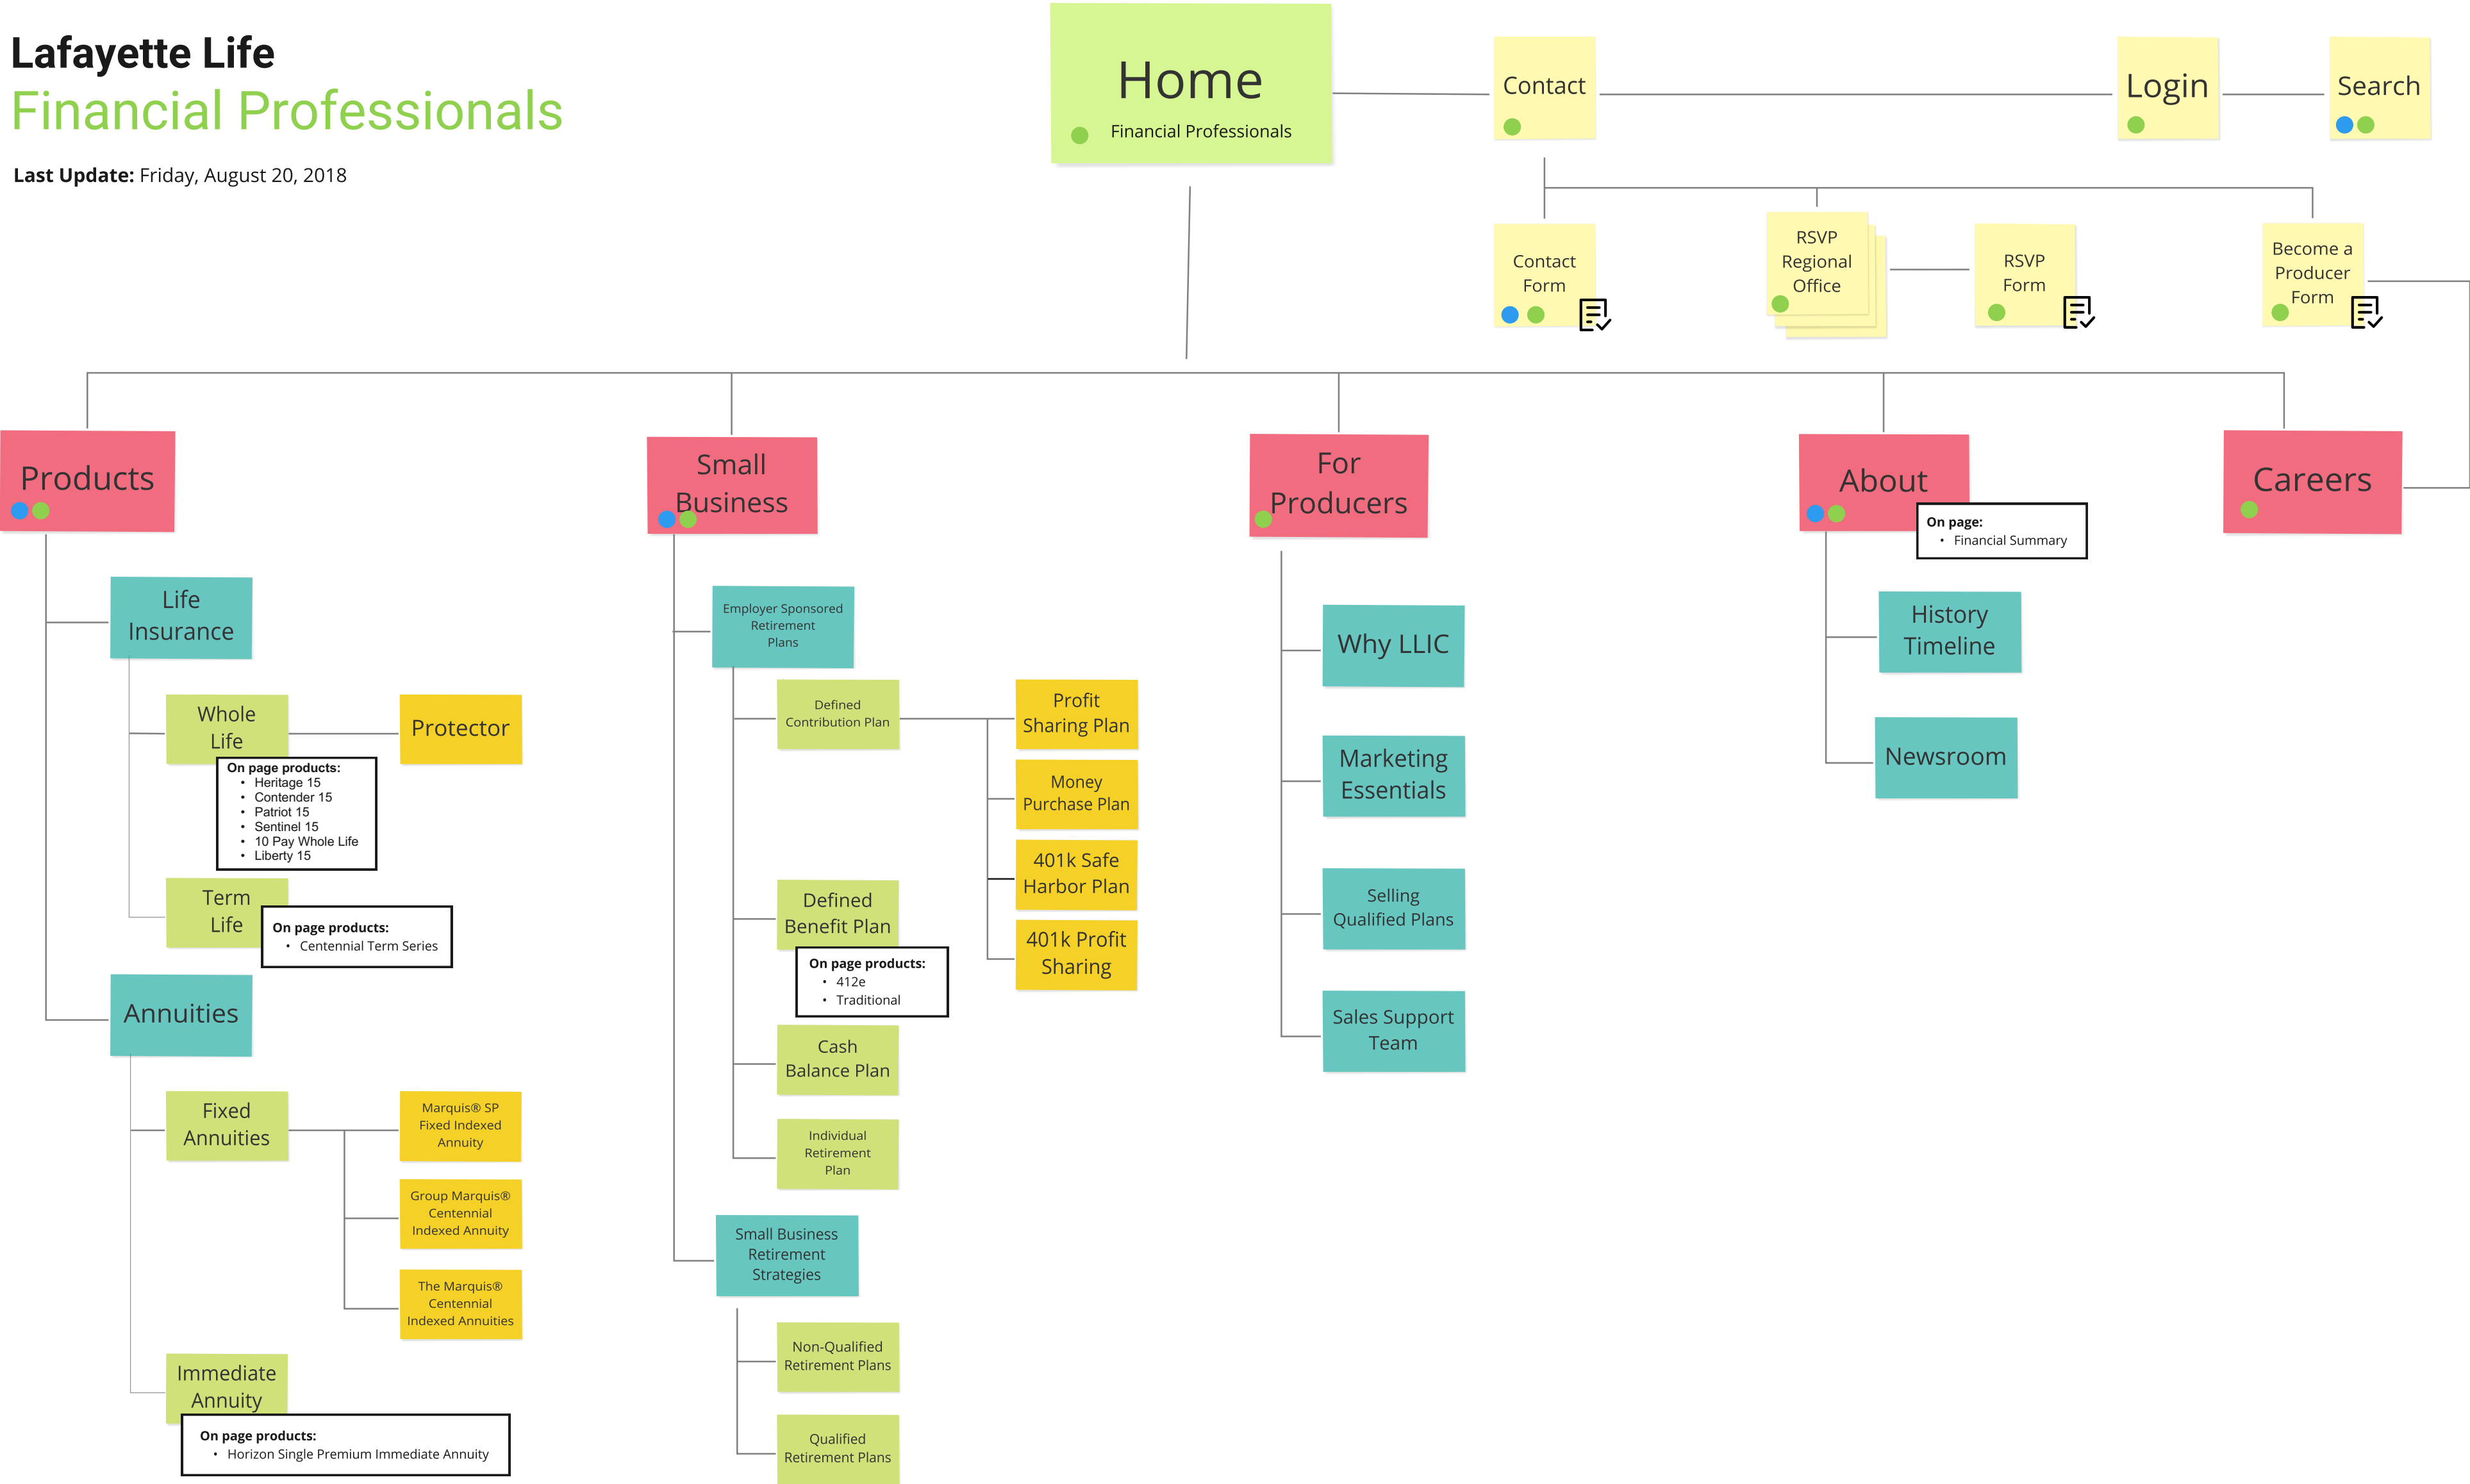 Lafayette Life
Financial Professionals
Last Update: Friday, August 20, 2018
Home
Financial Professionals
Contact
Login
Search
Contact
Form
RSVP
Regional
Office
RSVP
Form
Become a
Producer
Form
Products
Small
Business
For
Producers
About
On page:
• Financial Summary
Careers
Life
Insurance
Whole
Life
Protector
On page products:
• Heritage 15
• Contender 15
• Patriot 15
• Sentinel 15
• 10 Pay Whole Life
• Liberty 15
Term
Life
On page products:
• Centennial Term Series
Annuities
Fixed
Annuities
Marquis® SP
Fixed Indexed
Annuity
Group Marquis®
Centennial
Indexed Annuity
The Marquis®
Centennial
Indexed Annuities
Immediate
Annuity
On page products:
• Horizon Single Premium Immediate Annuity
Employer Sponsored
Retirement
Plans
Defined
Contribution Plan
Profit
Sharing Plan
Money
Purchase Plan
401k Safe
Harbor Plan
401k Profit
Sharing
Defined
Benefit Plan
On page products:
• 412e
• Traditional
Cash
Balance Plan
Individual
Retirement
Plan
Small Business
Retirement
Strategies
Non-Qualified
Retirement Plans
Qualified
Retirement Plans
Why LLIC
Marketing
Essentials
Selling
Qualified Plans
Sales Support
Team
History
Timeline
Newsroom